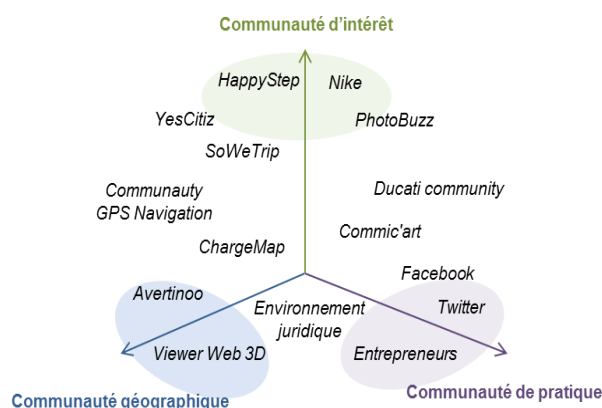 Communauté d'intérêt
HappyStep
Nike
YesCitiz
PhotoBuzz
SoWeTrip
Communauty
GPS Navigation
Ducati community
Commic'art
ChargeMap
Facebook
Avertinoo
Environnement
juridique
Twitter
Viewer Web 3D
Entrepreneurs
Communauté géographique
Communauté de pratique